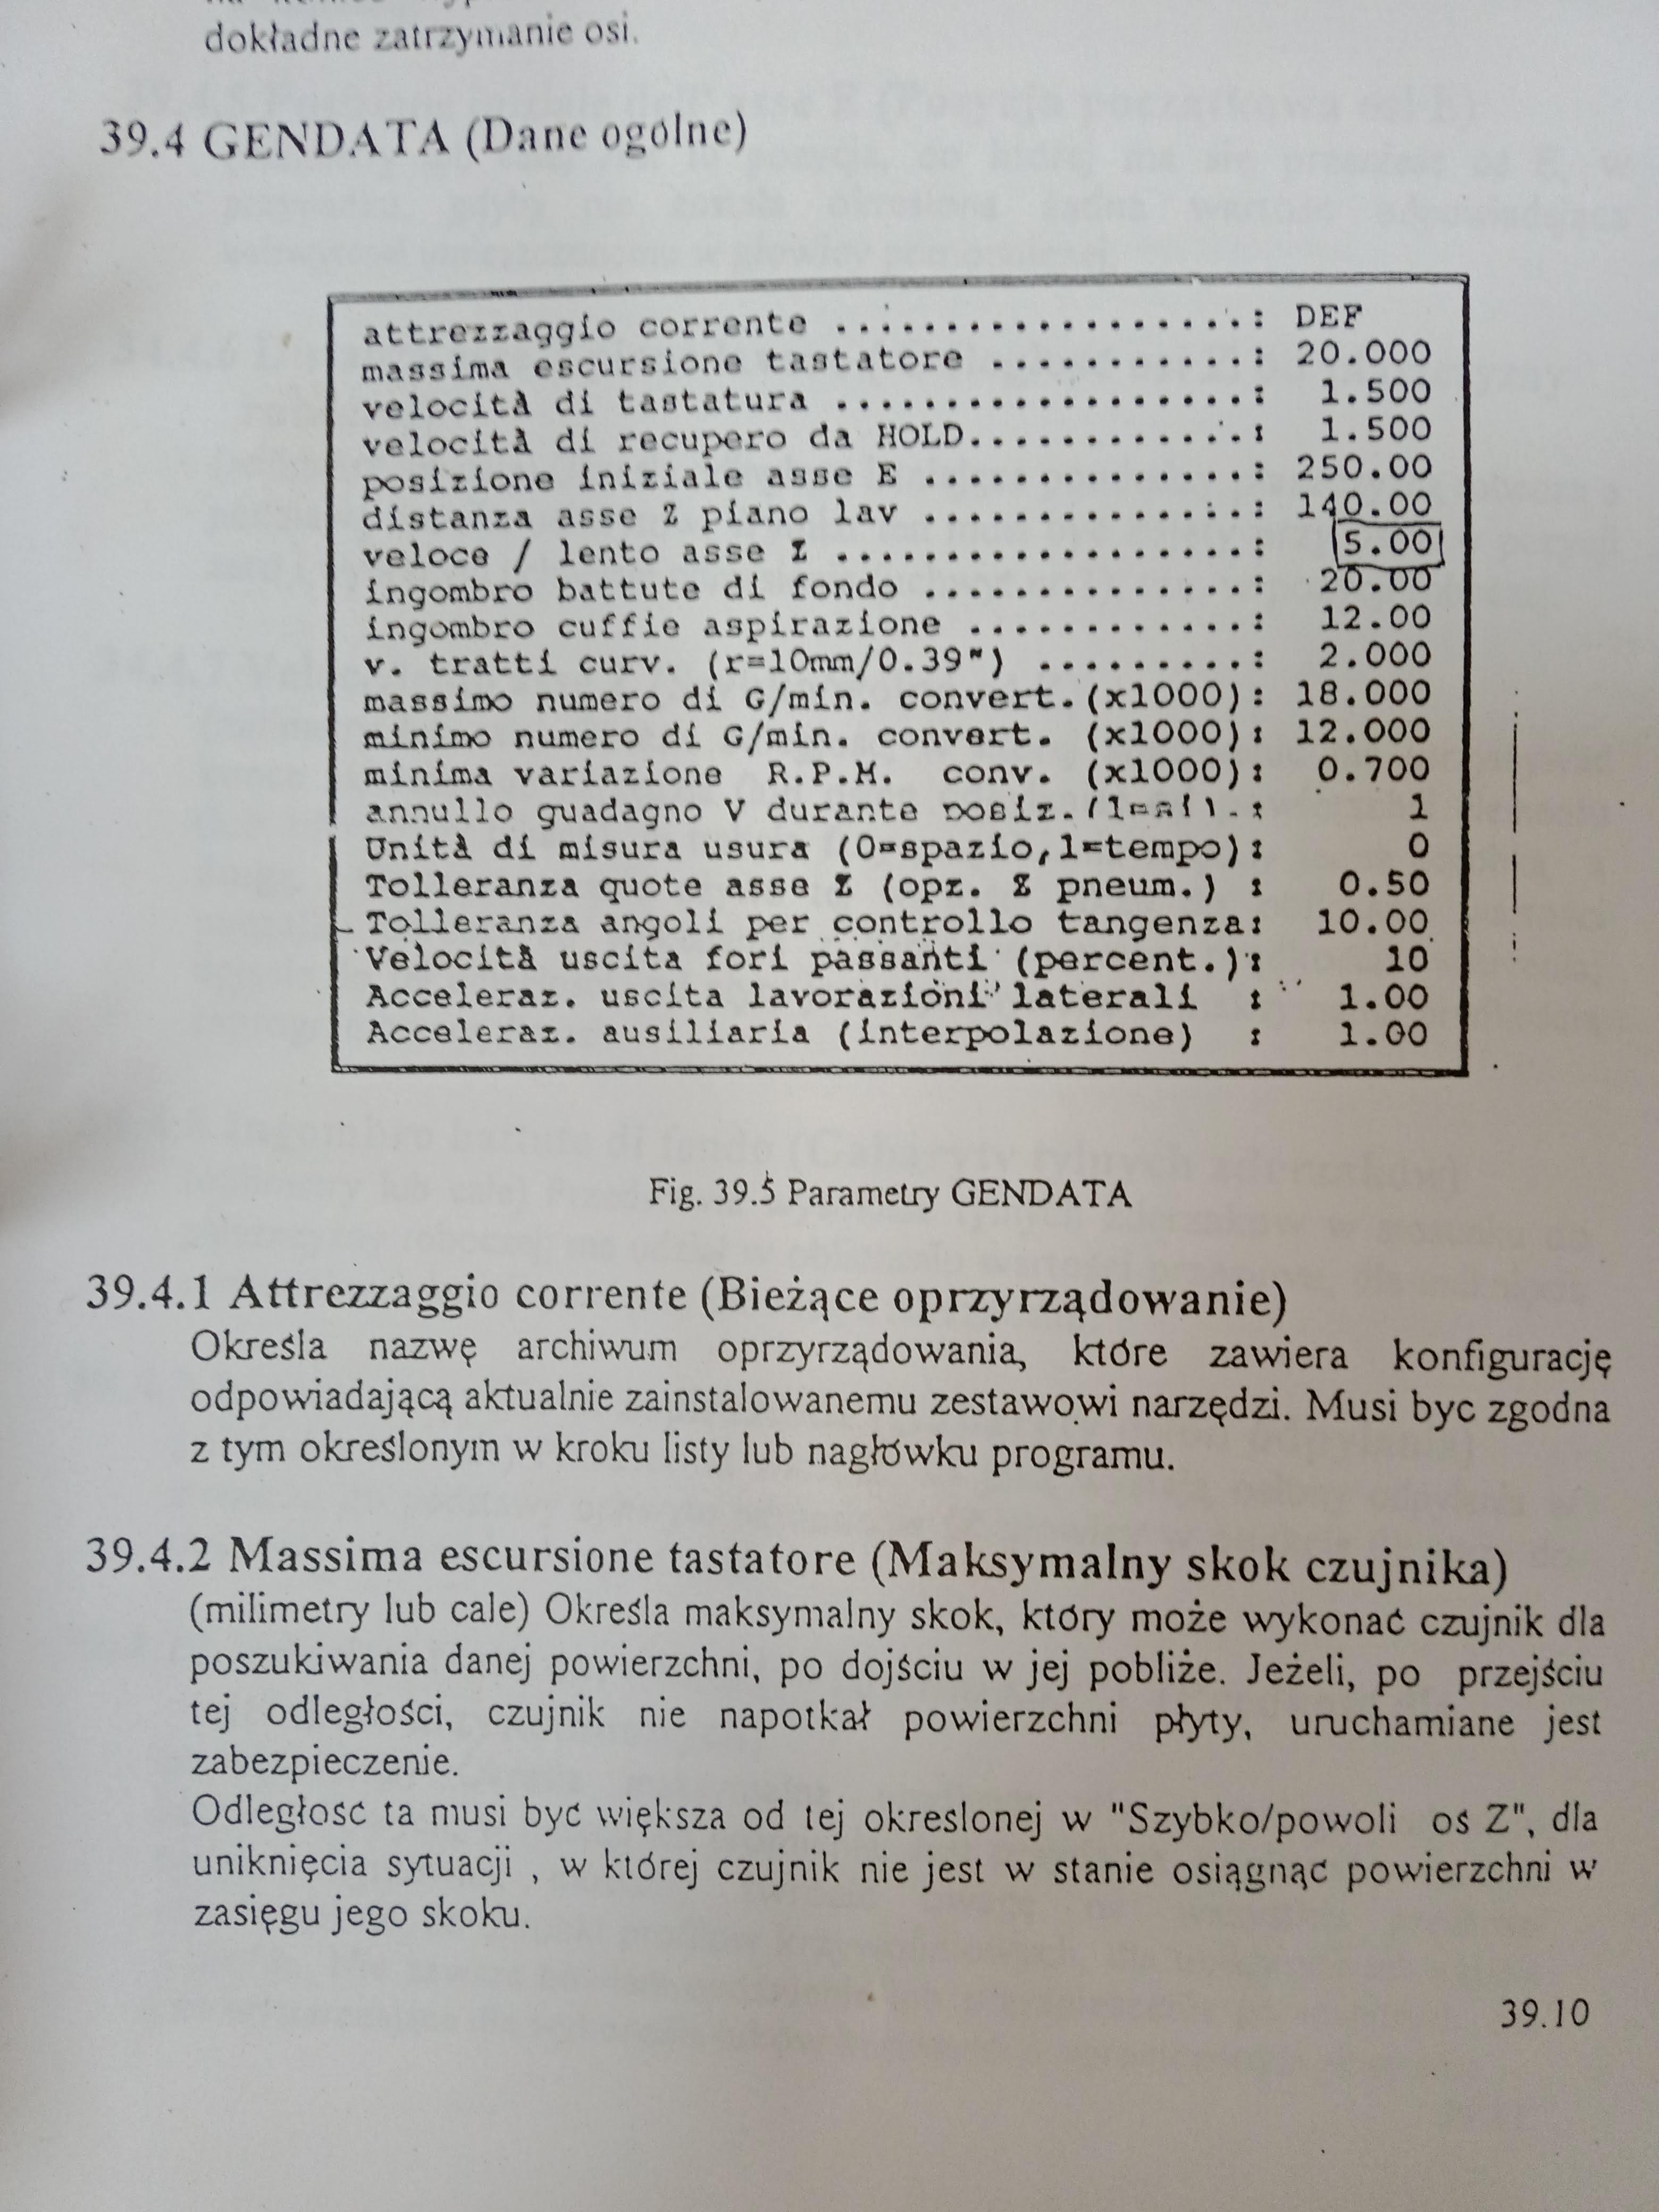 dokładne zatrzymanie osi.
39.4 GENDATA (Dane ogólne)
attrezzaggio corrente ..................: DEF
massima escursione tastatore ............: 20.000
velocità di tastatura ...................: 1.500
velocità di recupero da HOLD.............: 1.500
posizione iniziale asse E ...............: 250.00
distanza asse Z piano lav ...............: 140.00
veloce / lento asse Z ...................: 5.00
ingombro battute di fondo ...............: 20.00
ingombro cuffie aspirazione .............: 12.00
v. tratti curv. (r=10mm/0.39") ..........: 2.000
massimo numero di G/min. convert.(x1000): 18.000
minimo numero di G/min. convert. (x1000): 12.000
minima variazione R.P.M. conv. (x1000): 0.700
annullo guadagno V durante posiz.(1=si).: 1
Unità di misura usura (0=spazio,1=tempo): 0
Tolleranza quote asse Z (opz. Z pneum.) : 0.50
Tolleranza angoli per controllo tangenza: 10.00
Velocità uscita fori passanti (percent.): 10
Acceleraz. uscita lavorazioni laterali : 1.00
Acceleraz. ausiliaria (interpolazione) : 1.00
Fig. 39.5 Parametry GENDATA
39.4.1 Attrezzaggio corrente (Bieżące oprzyrządowanie)
Określa nazwę archiwum oprzyrządowania, które zawiera konfigurację
odpowiadającą aktualnie zainstalowanemu zestawowi narzędzi. Musi byc zgodna
z tym określonym w kroku listy lub nagłówku programu.
39.4.2 Massima escursione tastatore (Maksymalny skok czujnika)
(milimetry lub cale) Określa maksymalny skok, który może wykonać czujnik dla
poszukiwania danej powierzchni, po dojściu w jej pobliże. Jeżeli, po przejściu
tej odległości, czujnik nie napotkał powierzchni płyty, uruchamiane jest
zabezpieczenie.
Odległość ta musi być większa od tej okreslonej w "Szybko/powoli oś Z", dla
uniknięcia sytuacji , w której czujnik nie jest w stanie osiągnąć powierzchni w
zasięgu jego skoku.
39.10